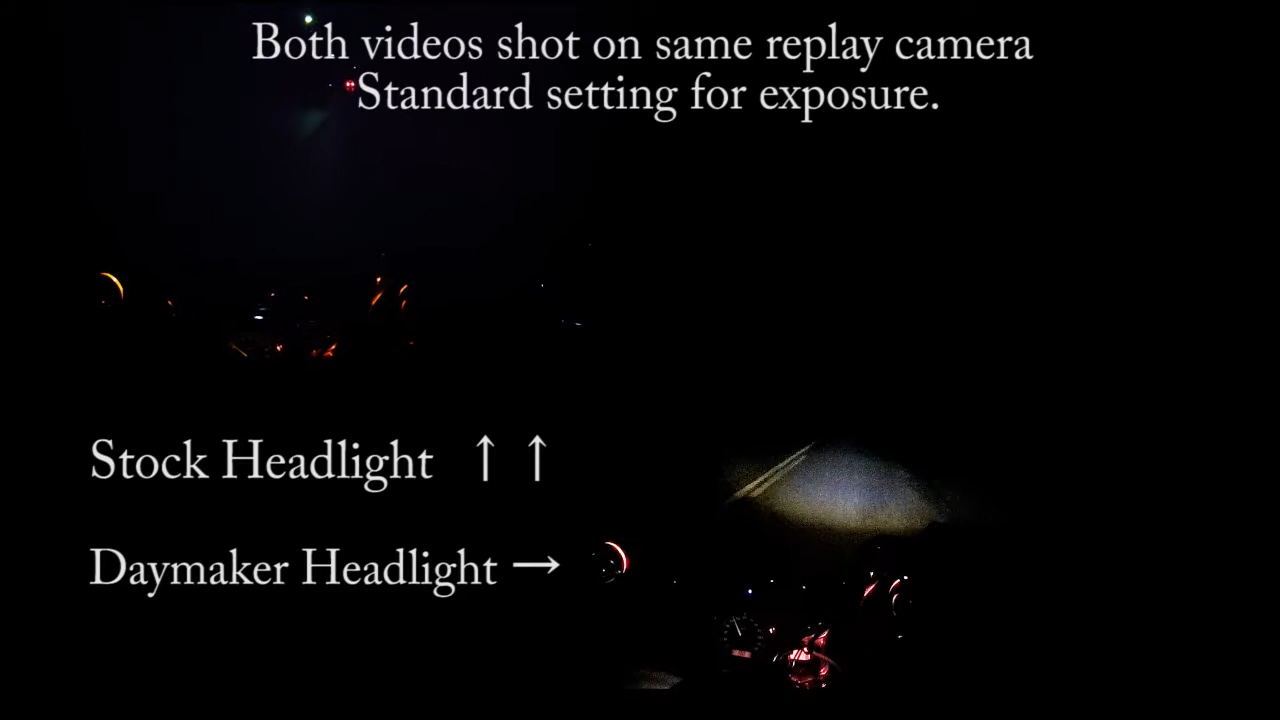 Both videos shot on same replay camera
Standard setting for exposure.
Stock Headlight ↑ ↑
Daymaker Headlight →